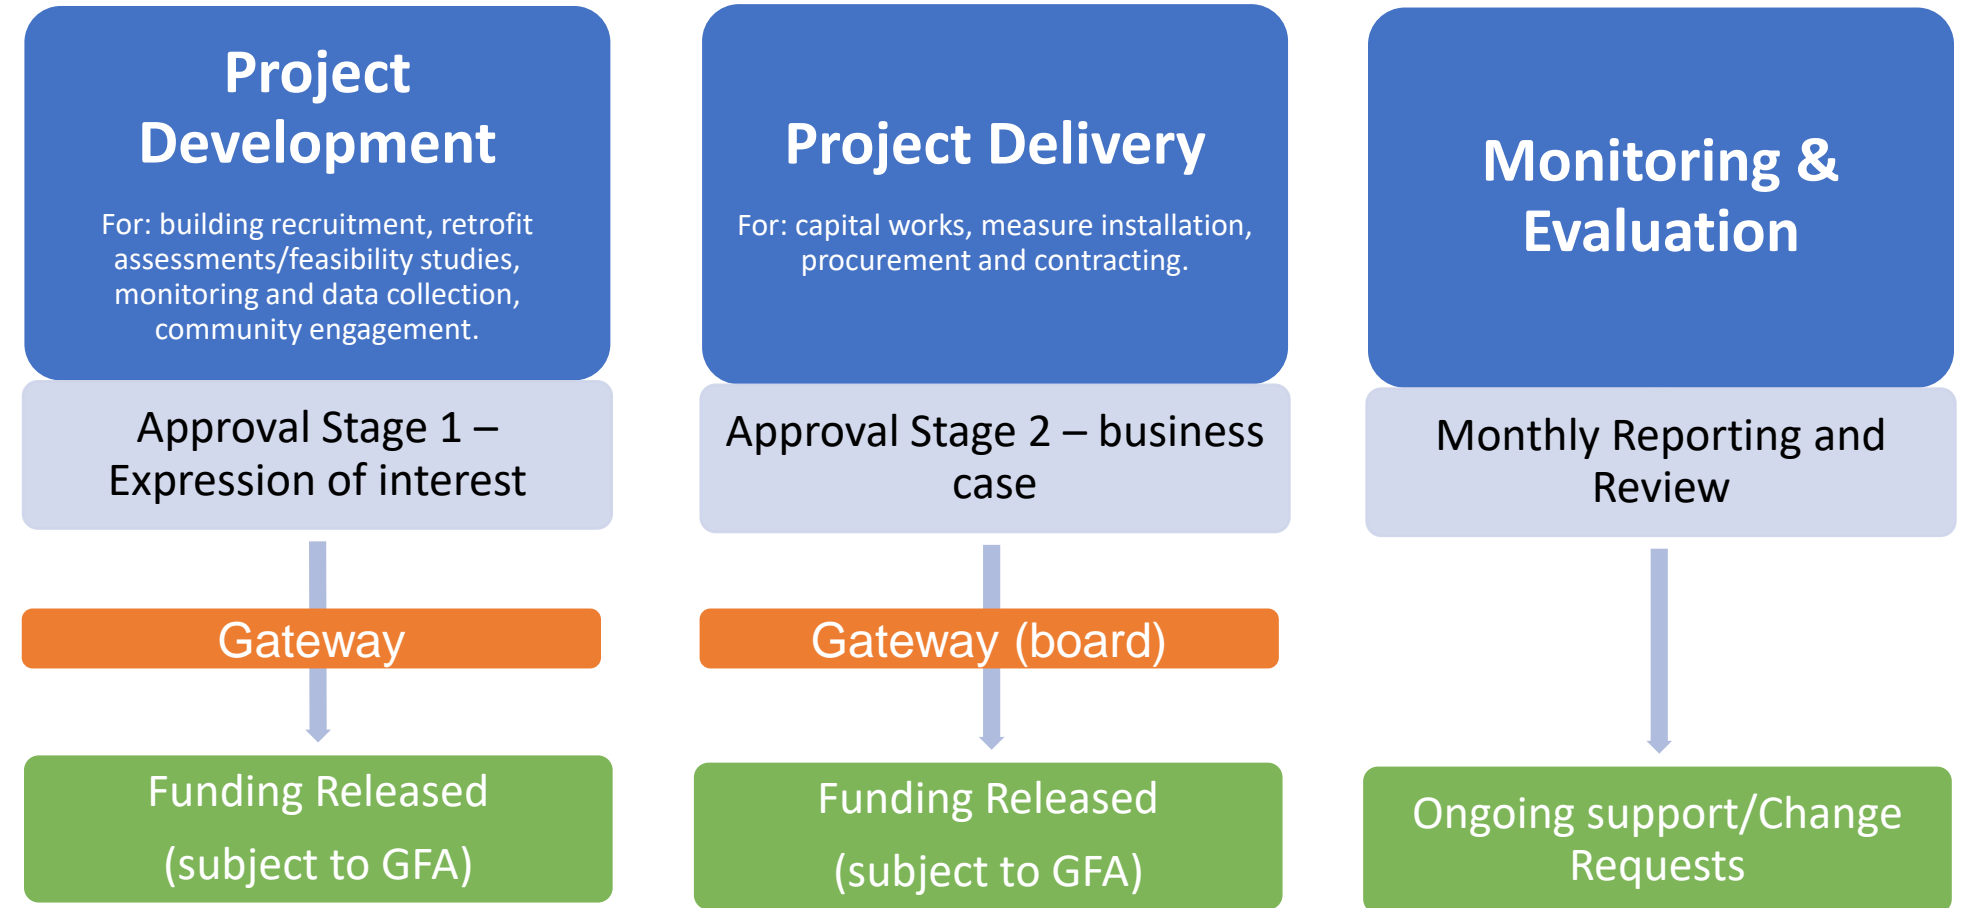 Project
Development
For: building recruitment, retrofit
assessments/feasibility studies,
monitoring and data collection,
community engagement.
Approval Stage 1 –
Expression of interest
Gateway
Funding Released
(subject to GFA)
Project Delivery
For: capital works, measure installation,
procurement and contracting.
Approval Stage 2 – business
case
Gateway (board)
Funding Released
(subject to GFA)
Monitoring &
Evaluation
Monthly Reporting and
Review
Ongoing support/Change
Requests